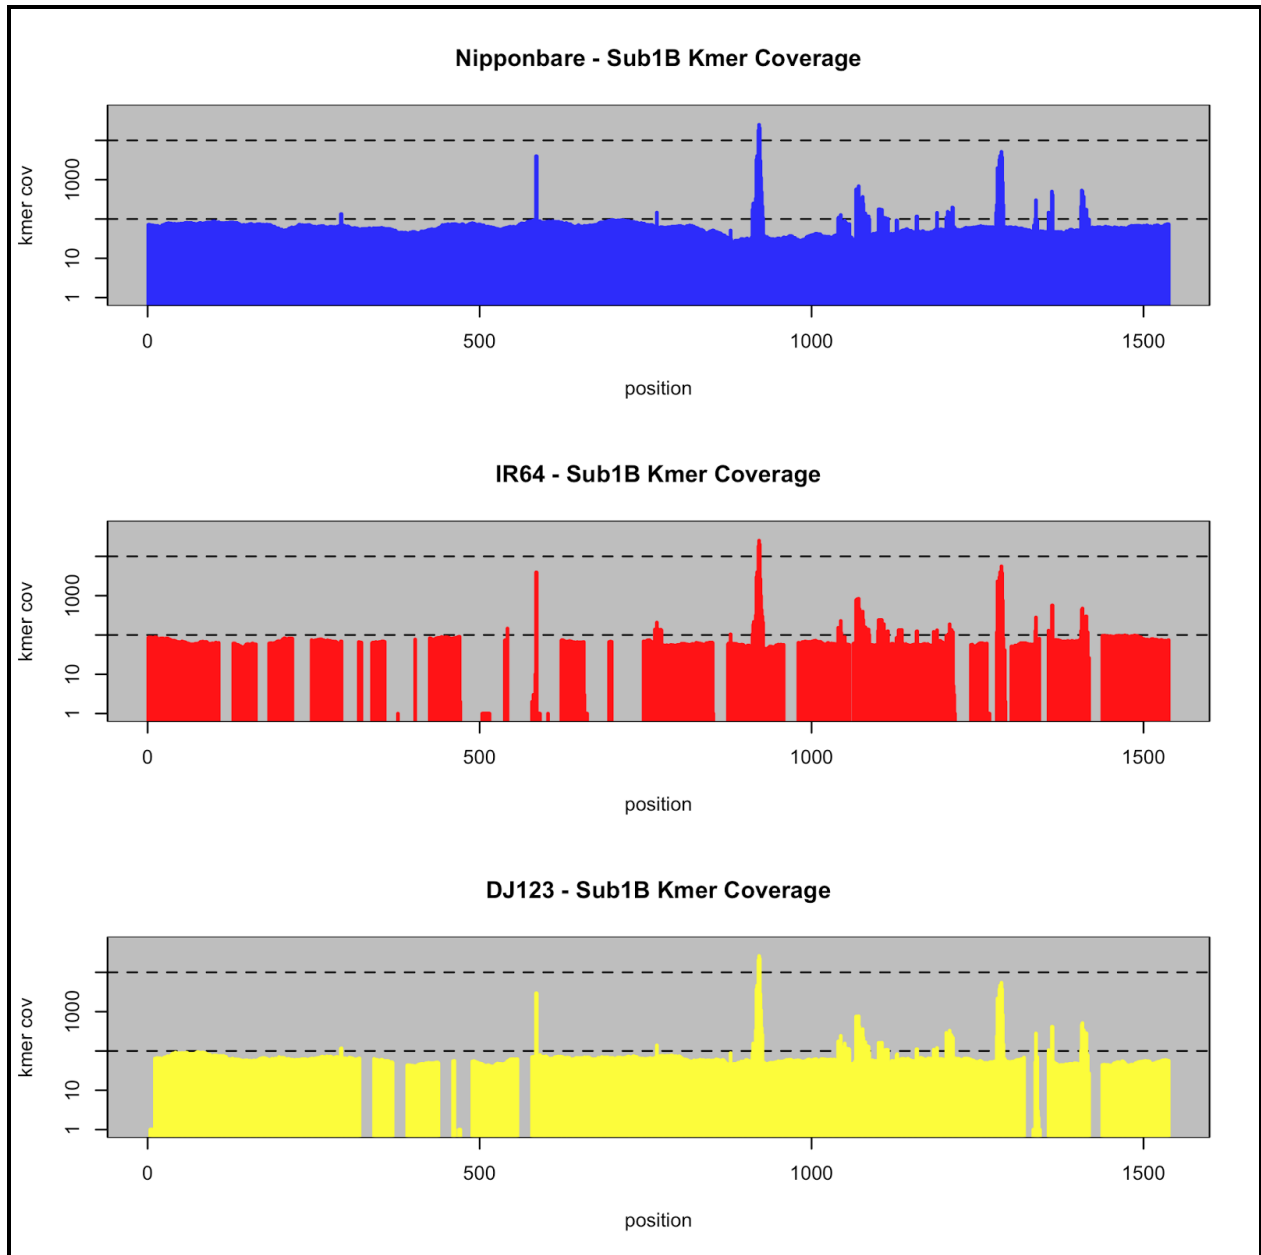 Nipponbare - Sub1B Kmer Coverage
kmer cov
1000
10
1
0 500 1000 1500
position
IR64 - Sub1B Kmer Coverage
kmer cov
1000
10
1
0 500 1000 1500
position
DJ123 - Sub1B Kmer Coverage
kmer cov
1000
10
1
0 500 1000 1500
position